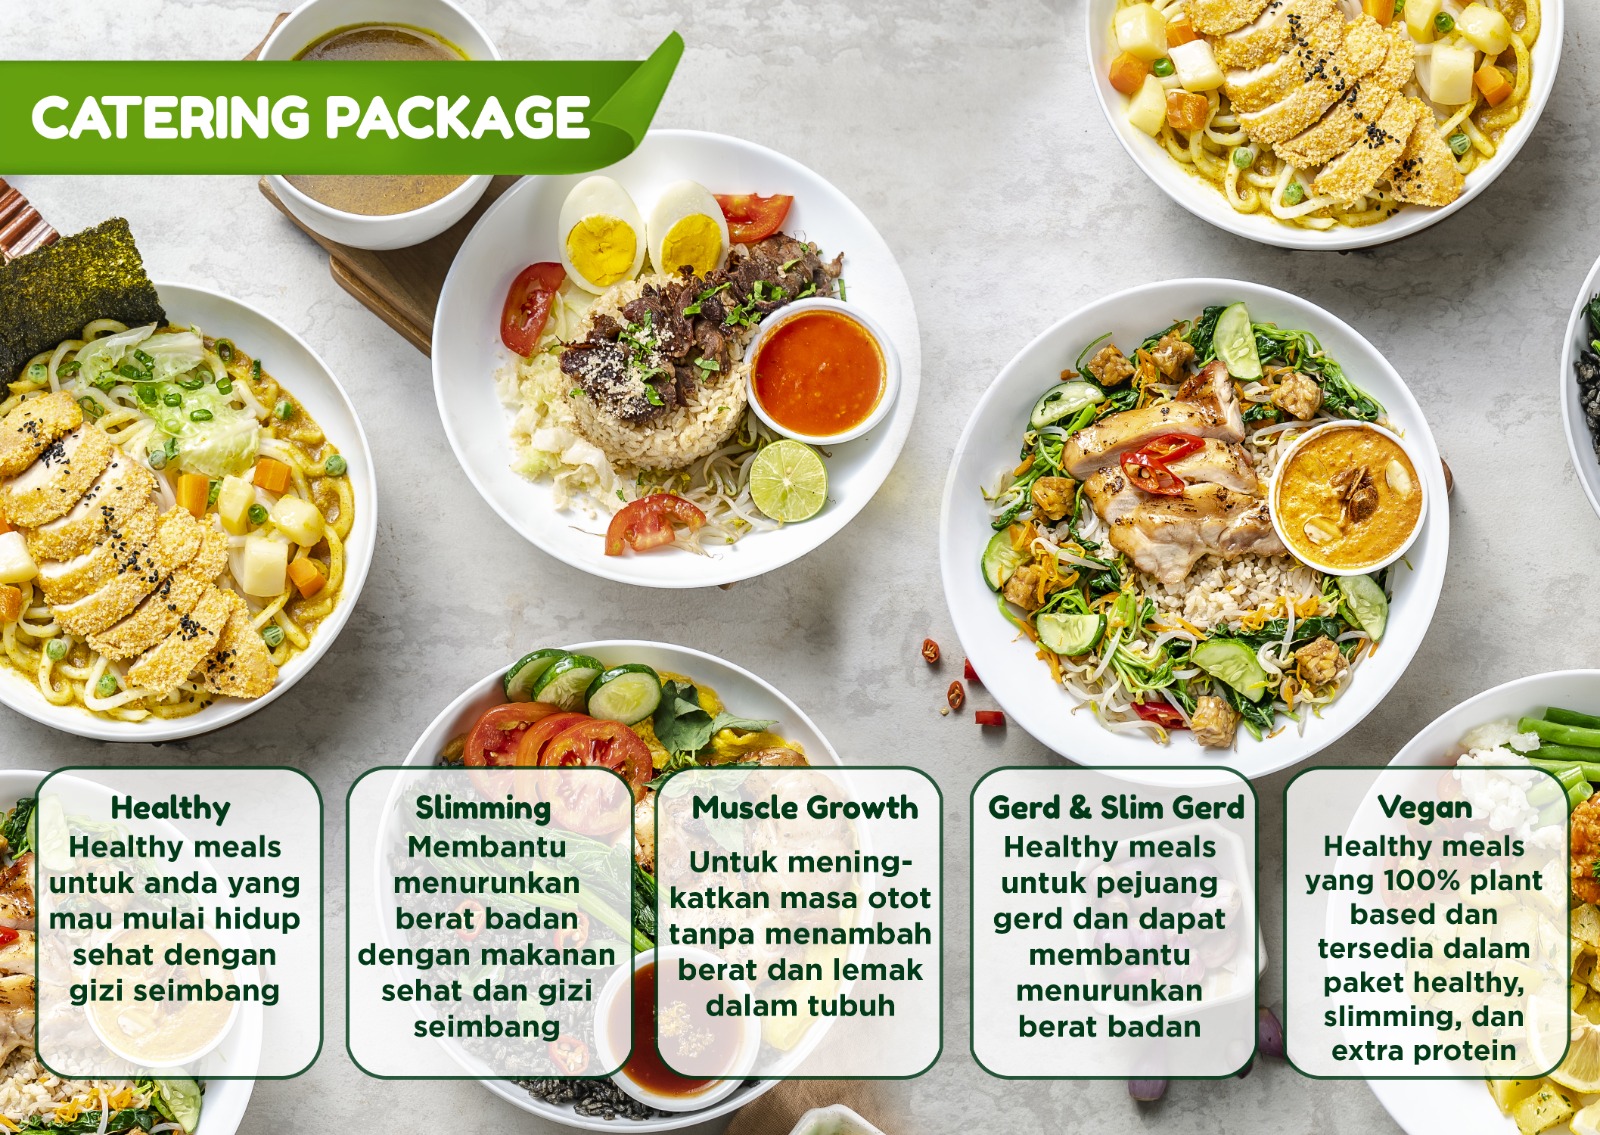 CATERING PACKAGE
Healthy
Healthy meals
untuk anda yang
mau mulai hidup
sehat dengan
gizi seimbang
Slimming
Membantu
menurunkan
berat badan
dengan makanan
sehat dan gizi
seimbang
Muscle Growth
Untuk mening-
katkan masa otot
tanpa menambah
berat dan lemak
dalam tubuh
Gerd & Slim Gerd
Healthy meals
untuk pejuang
gerd dan dapat
membantu
menurunkan
berat badan
Vegan
Healthy meals
yang 100% plant
based dan
tersedia dalam
paket healthy,
slimming, dan
extra protein